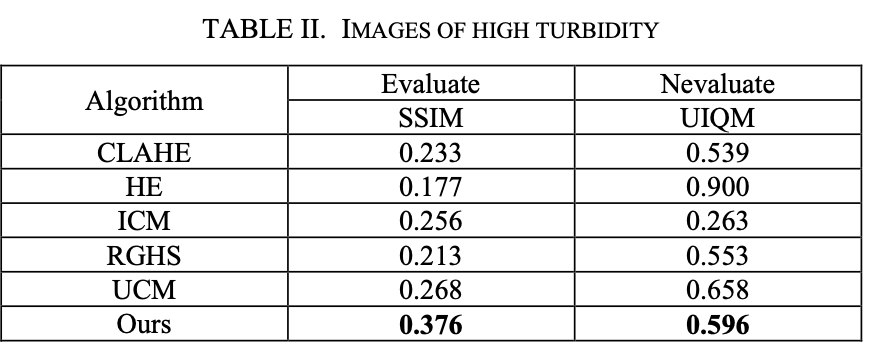 TABLE II. IMAGES OF HIGH TURBIDITY
Algorithm Evaluate Nevaluate
SSIM UIQM
CLAHE 0.233 0.539
HE 0.177 0.900
ICM 0.256 0.263
RGHS 0.213 0.553
UCM 0.268 0.658
Ours 0.376 0.596